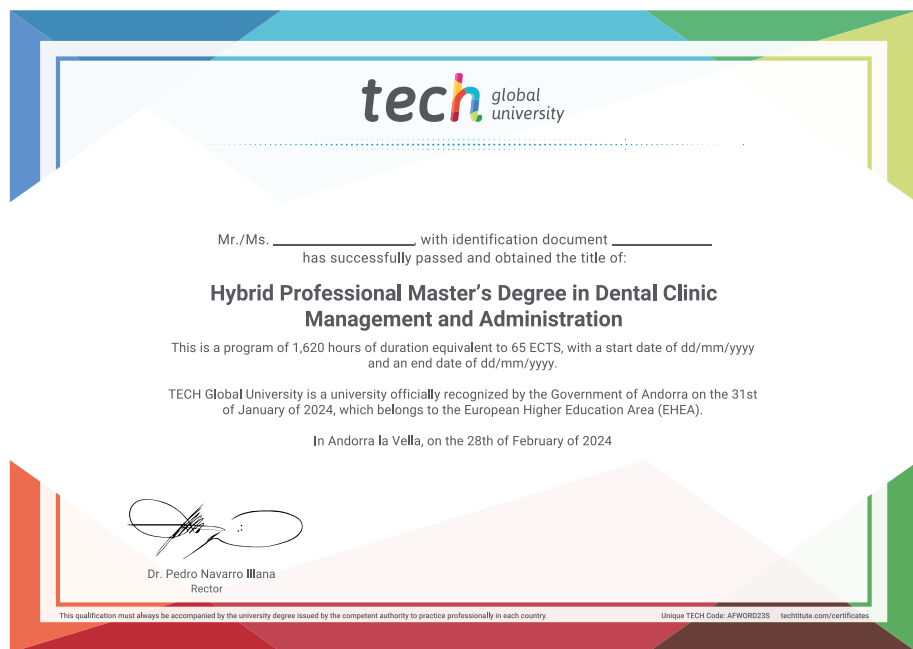 tech global university
Mr./Ms. ________________, with identification document ____________
has successfully passed and obtained the title of:
Hybrid Professional Master's Degree in Dental Clinic
Management and Administration
This is a program of 1,620 hours of duration equivalent to 65 ECTS, with a start date of dd/mm/yyyy
and an end date of dd/mm/yyyy.
TECH Global University is a university officially recognized by the Government of Andorra on the 31st
of January of 2024, which belongs to the European Higher Education Area (EHEA).
In Andorra la Vella, on the 28th of February of 2024
Dr. Pedro Navarro Illana
Rector
This qualification must always be accompanied by the university degree issued by the competent authority to practice professionally in each country.
Unique TECH Code: AFWORD23S techtitute.com/certificates